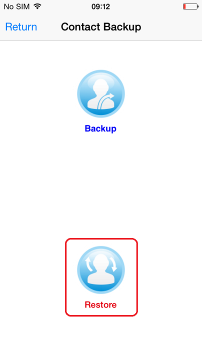 No SIM 09:12
Return Contact Backup
Backup
Restore